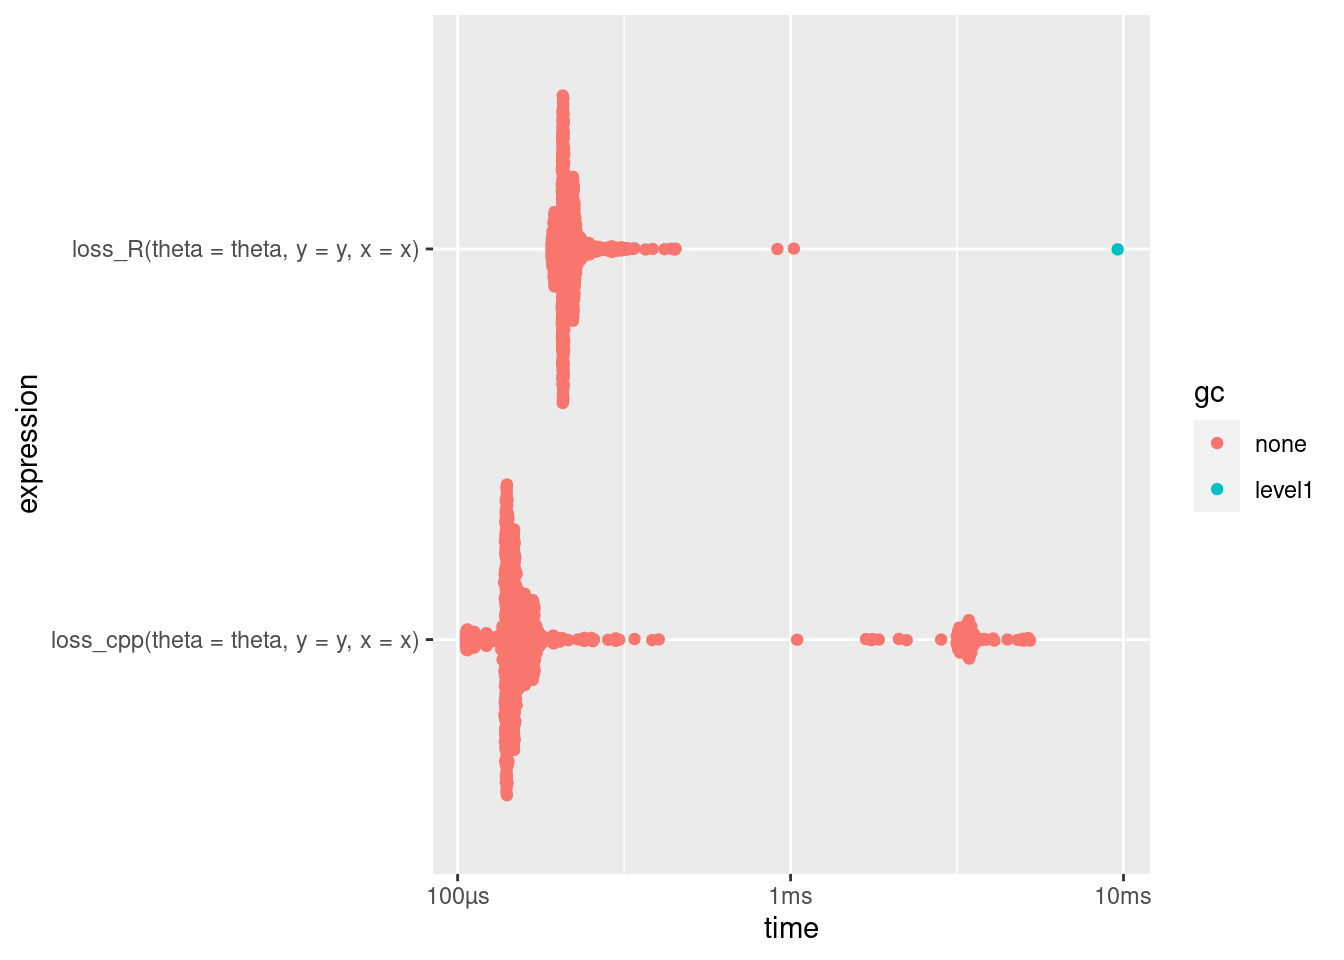 expression
loss_R(theta = theta, y = y, x = x)
loss_cpp(theta = theta, y = y, x = x)
100µs
1ms
10ms
time
gc
none
level1